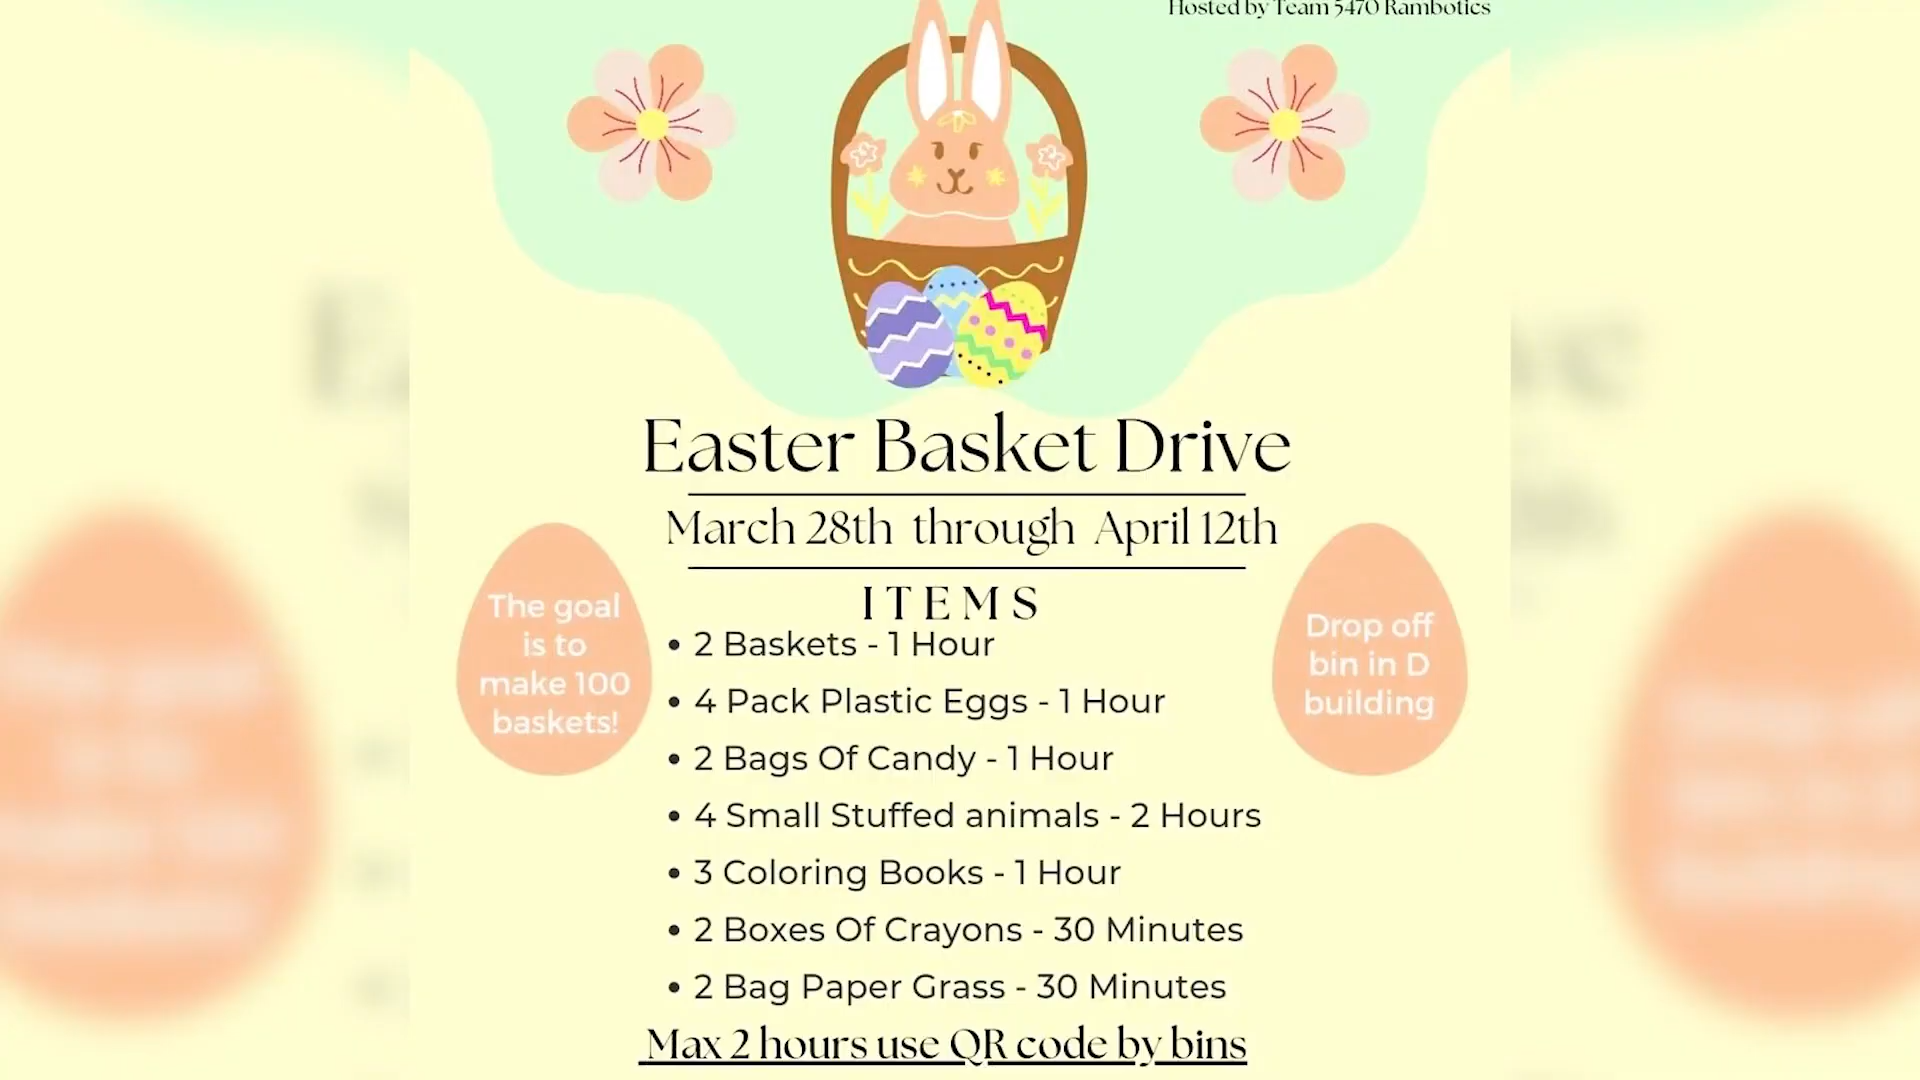 Hosted by Team 5470 Rambotics
Easter Basket Drive
March 28th through April 12th
The goal
is to
make 100
baskets!
Drop off
bin in D
building
ITEMS
• 2 Baskets - 1 Hour
• 4 Pack Plastic Eggs - 1 Hour
• 2 Bags Of Candy - 1 Hour
• 4 Small Stuffed animals - 2 Hours
• 3 Coloring Books - 1 Hour
• 2 Boxes Of Crayons - 30 Minutes
• 2 Bag Paper Grass - 30 Minutes
Max 2 hours use QR code by bins